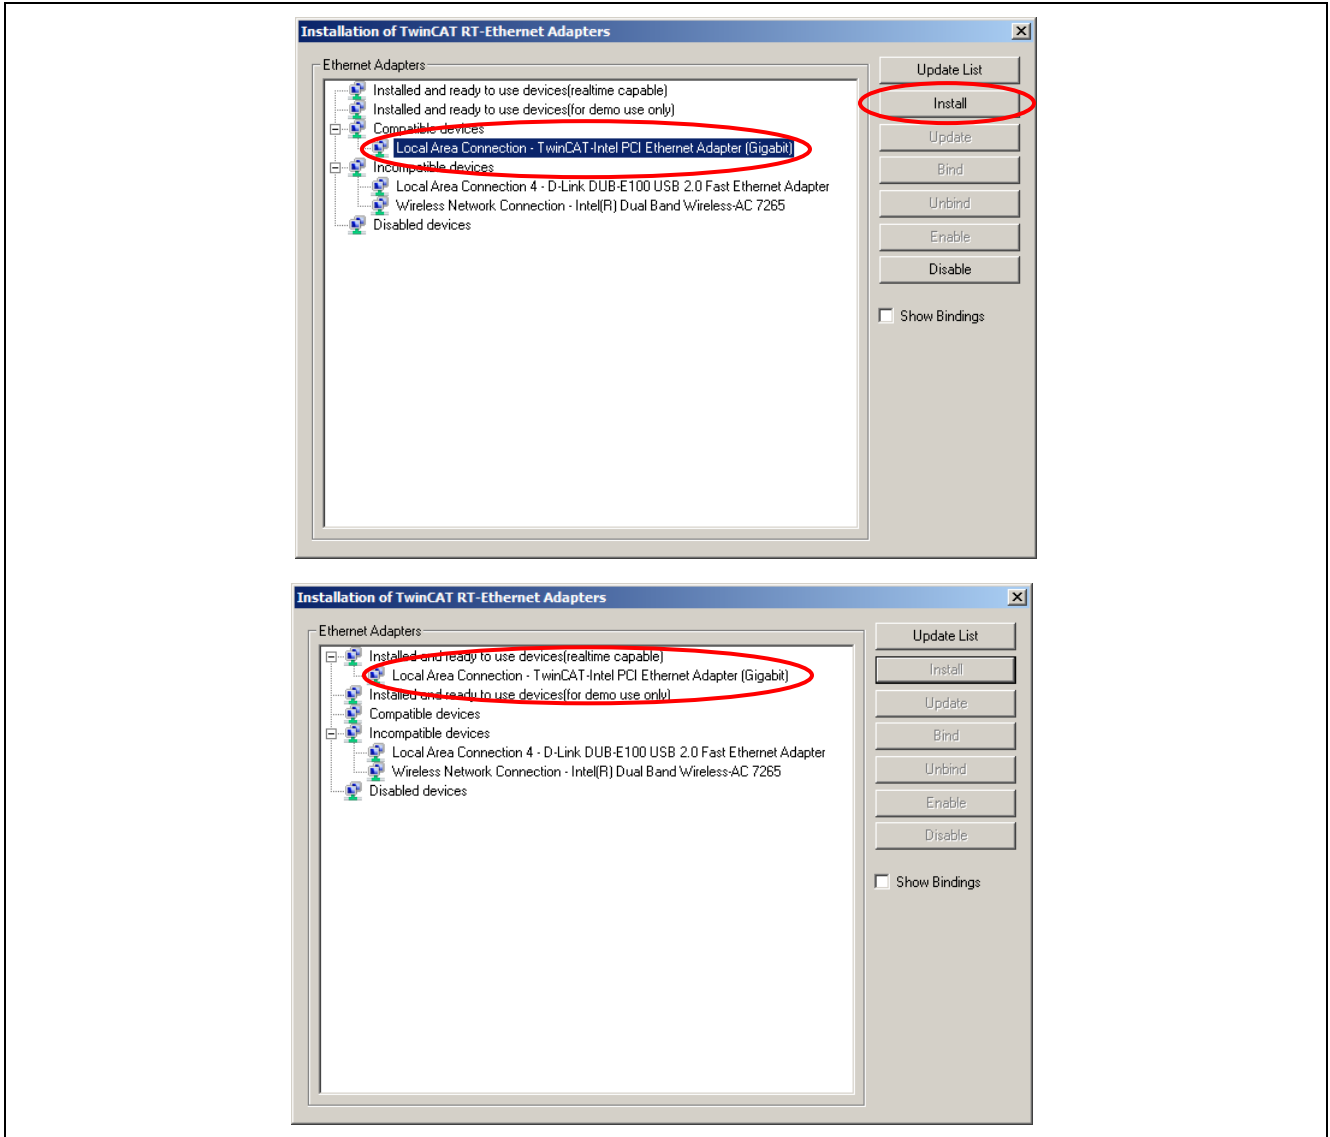 Installation of TwinCAT RT-Ethernet Adapters
Ethernet Adapters
Installed and ready to use devices(realtime capable)
Installed and ready to use devices(for demo use only)
Compatible devices
Local Area Connection - TwinCAT-Intel PCI Ethernet Adapter (Gigabit)
Incompatible devices
Local Area Connection 4 - D-Link DUB-E100 USB 2.0 Fast Ethernet Adapter
Wireless Network Connection - Intel(R) Dual Band Wireless-AC 7265
Disabled devices
Update List
Install
Update
Bind
Unbind
Enable
Disable
Show Bindings
Installation of TwinCAT RT-Ethernet Adapters
Ethernet Adapters
Installed and ready to use devices(realtime capable)
Local Area Connection - TwinCAT-Intel PCI Ethernet Adapter (Gigabit)
Installed and ready to use devices(for demo use only)
Compatible devices
Incompatible devices
Local Area Connection 4 - D-Link DUB-E100 USB 2.0 Fast Ethernet Adapter
Wireless Network Connection - Intel(R) Dual Band Wireless-AC 7265
Disabled devices
Update List
Install
Update
Bind
Unbind
Enable
Disable
Show Bindings